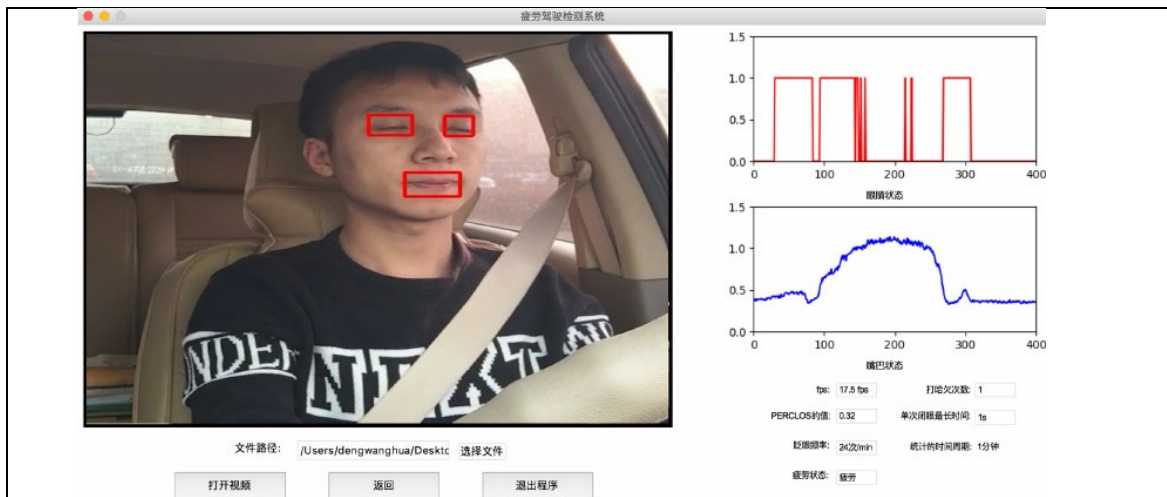 疲劳驾驶检测系统
UNDER
NEXT
1.5
1.0
0.5
0.0
0 100 200 300 400
眼睛状态
1.5
1.0
0.5
0.0
0 100 200 300 400
嘴巴状态
fps: 17.5 fps 打哈欠次数: 1
PERCLOS的值: 0.32 单次闭眼最长时间: 1s
眨眼频率: 24次/min 统计的时间周期: 1分钟
疲劳状态: 疲劳
文件路径: /Users/dengwanghua/Deskto 选择文件
打开视频 返回 退出程序